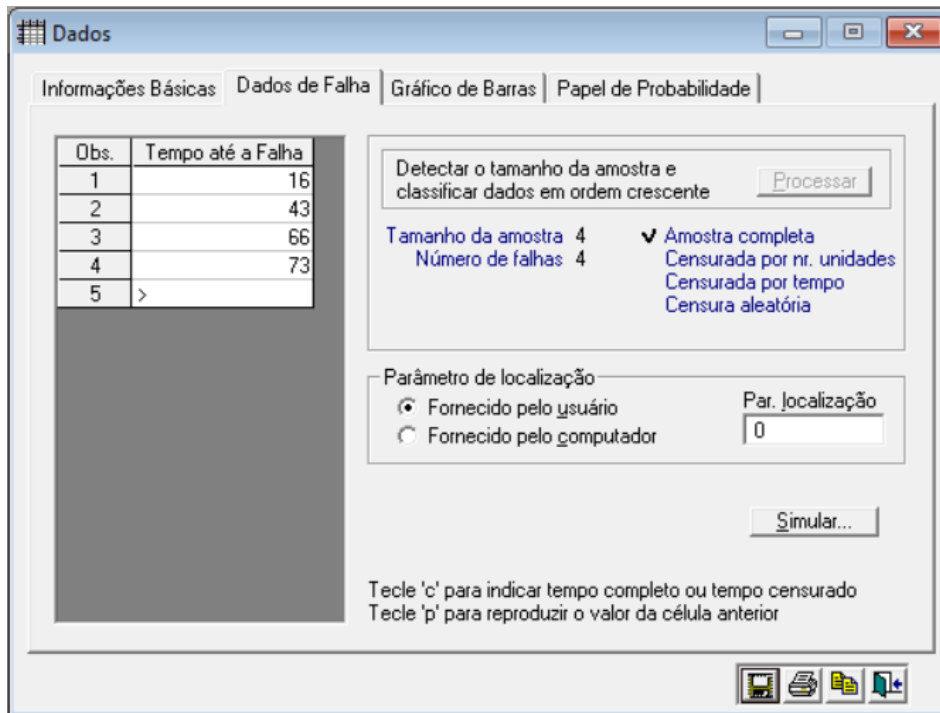 Dados
Informações Básicas Dados de Falha Gráfico de Barras Papel de Probabilidade
Obs. Tempo até a Falha
1 16
2 43
3 66
4 73
5 >
Detectar o tamanho da amostra e
classificar dados em ordem crescente
Processar
Tamanho da amostra 4
Número de falhas 4
Amostra completa
Censurada por nr. unidades
Censurada por tempo
Censura aleatória
Parâmetro de localização
Fornecido pelo usuário
Fornecido pelo computador
Par. localização
0
Simular...
Tecle 'c' para indicar tempo completo ou tempo censurado
Tecle 'p' para reproduzir o valor da célula anterior